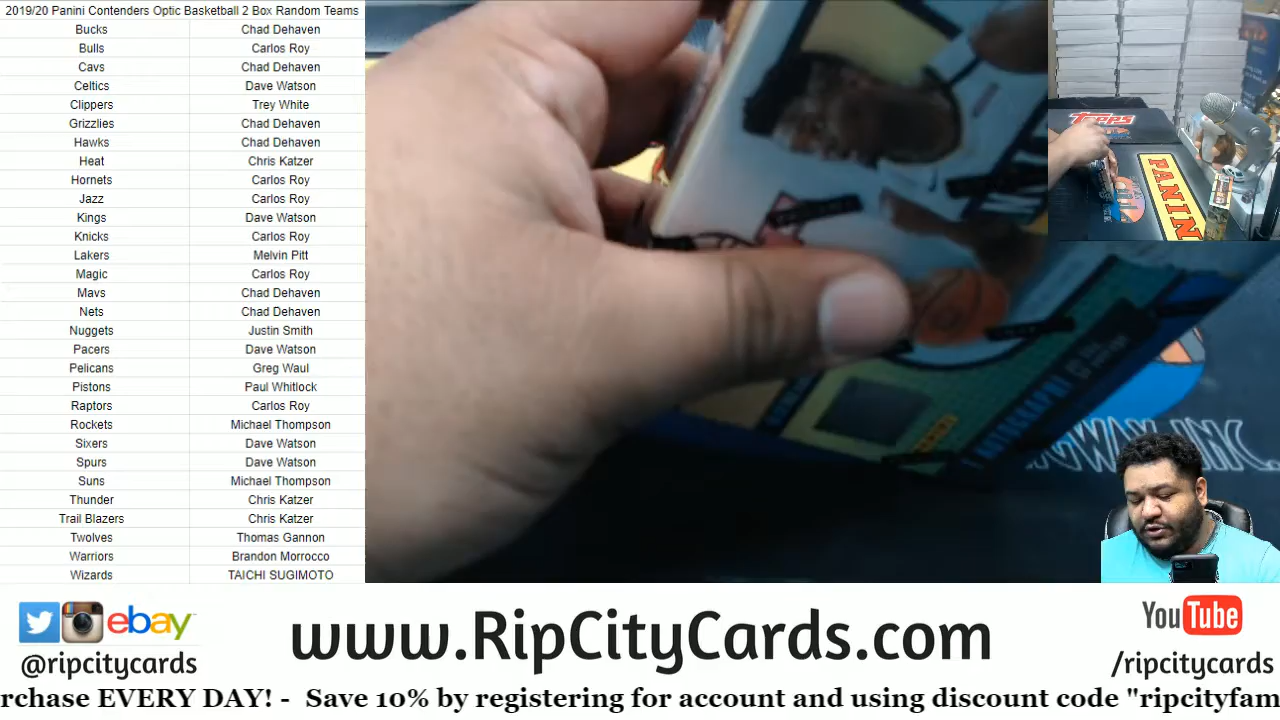 2019/20 Panini Contenders Optic Basketball 2 Box Random Teams
Bucks Chad Dehaven
Bulls Carlos Roy
Cavs Chad Dehaven
Celtics Dave Watson
Clippers Trey White
Grizzlies Chad Dehaven
Hawks Chad Dehaven
Heat Chris Katzer
Hornets Carlos Roy
Jazz Carlos Roy
Kings Dave Watson
Knicks Carlos Roy
Lakers Melvin Pitt
Magic Carlos Roy
Mavs Chad Dehaven
Nets Chad Dehaven
Nuggets Justin Smith
Pacers Dave Watson
Pelicans Greg Waul
Pistons Paul Whitlock
Raptors Carlos Roy
Rockets Michael Thompson
Sixers Dave Watson
Spurs Dave Watson
Suns Michael Thompson
Thunder Chris Katzer
Trail Blazers Chris Katzer
Twolves Thomas Gannon
Warriors Brandon Morrocco
Wizards TAICHI SUGIMOTO
Topps
PANINI
AUTOGRAPH
INC.
ebay
@ripcitycards
www.RipCityCards.com
YouTube
/ripcitycards
rchase EVERY DAY! - Save 10% by registering for account and using discount code "ripcityfam